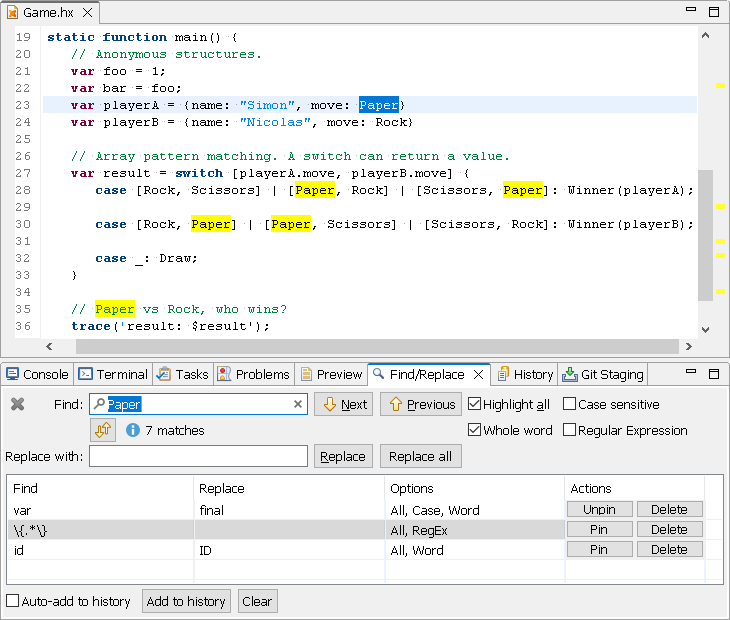 Game.hx
19 static function main() {
20 // Anonymous structures.
21 var foo = 1;
22 var bar = foo;
23 var playerA = {name: "Simon", move: Paper}
24 var playerB = {name: "Nicolas", move: Rock}
25
26 // Array pattern matching. A switch can return a value.
27 var result = switch [playerA.move, playerB.move] {
28 case [Rock, Scissors] | [Paper, Rock] | [Scissors, Paper]: Winner(playerA);
29
30 case [Rock, Paper] | [Paper, Scissors] | [Scissors, Rock]: Winner(playerB);
31
32 case _: Draw;
33 }
34
35 // Paper vs Rock, who wins?
36 trace('result: $result');
Console Terminal Tasks Problems Preview Find/Replace History Git Staging
Find: Paper Next Previous Highlight all Case sensitive
7 matches Whole word Regular Expression
Replace with: Replace Replace all
Find Replace Options Actions
var final All, Case, Word Unpin Delete
\{.*\} All, RegEx Pin Delete
id ID All, Word Pin Delete
Auto-add to history Add to history Clear